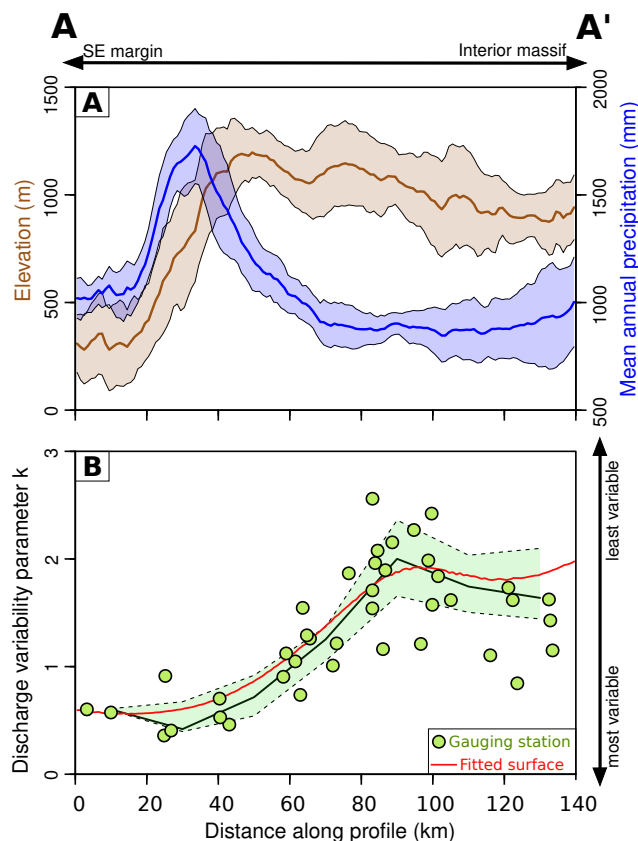 A A'
SE margin Interior massif
A
1500
1000
500
0
Elevation (m)
2000
1500
1000
500
Mean annual precipitation (mm)
B
3
2
1
0
Discharge variability parameter k
least variable
most variable
Gauging station
Fitted surface
0 20 40 60 80 100 120 140
Distance along profile (km)